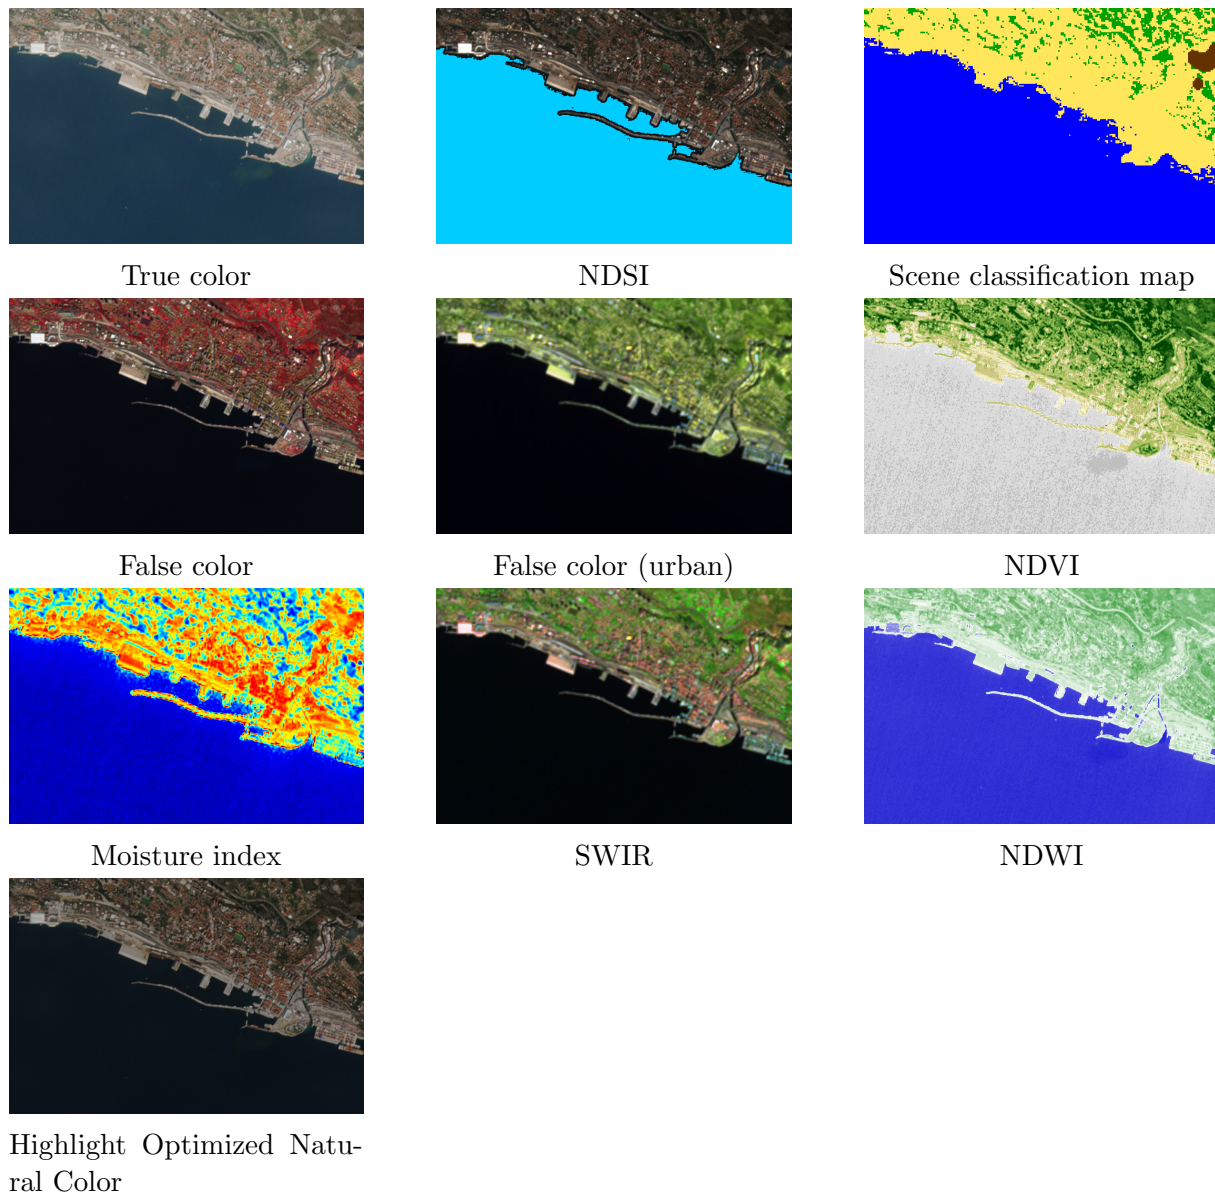 True color
NDSI
Scene classification map
False color
False color (urban)
NDVI
Moisture index
SWIR
NDWI
Highlight Optimized Natu-
ral Color